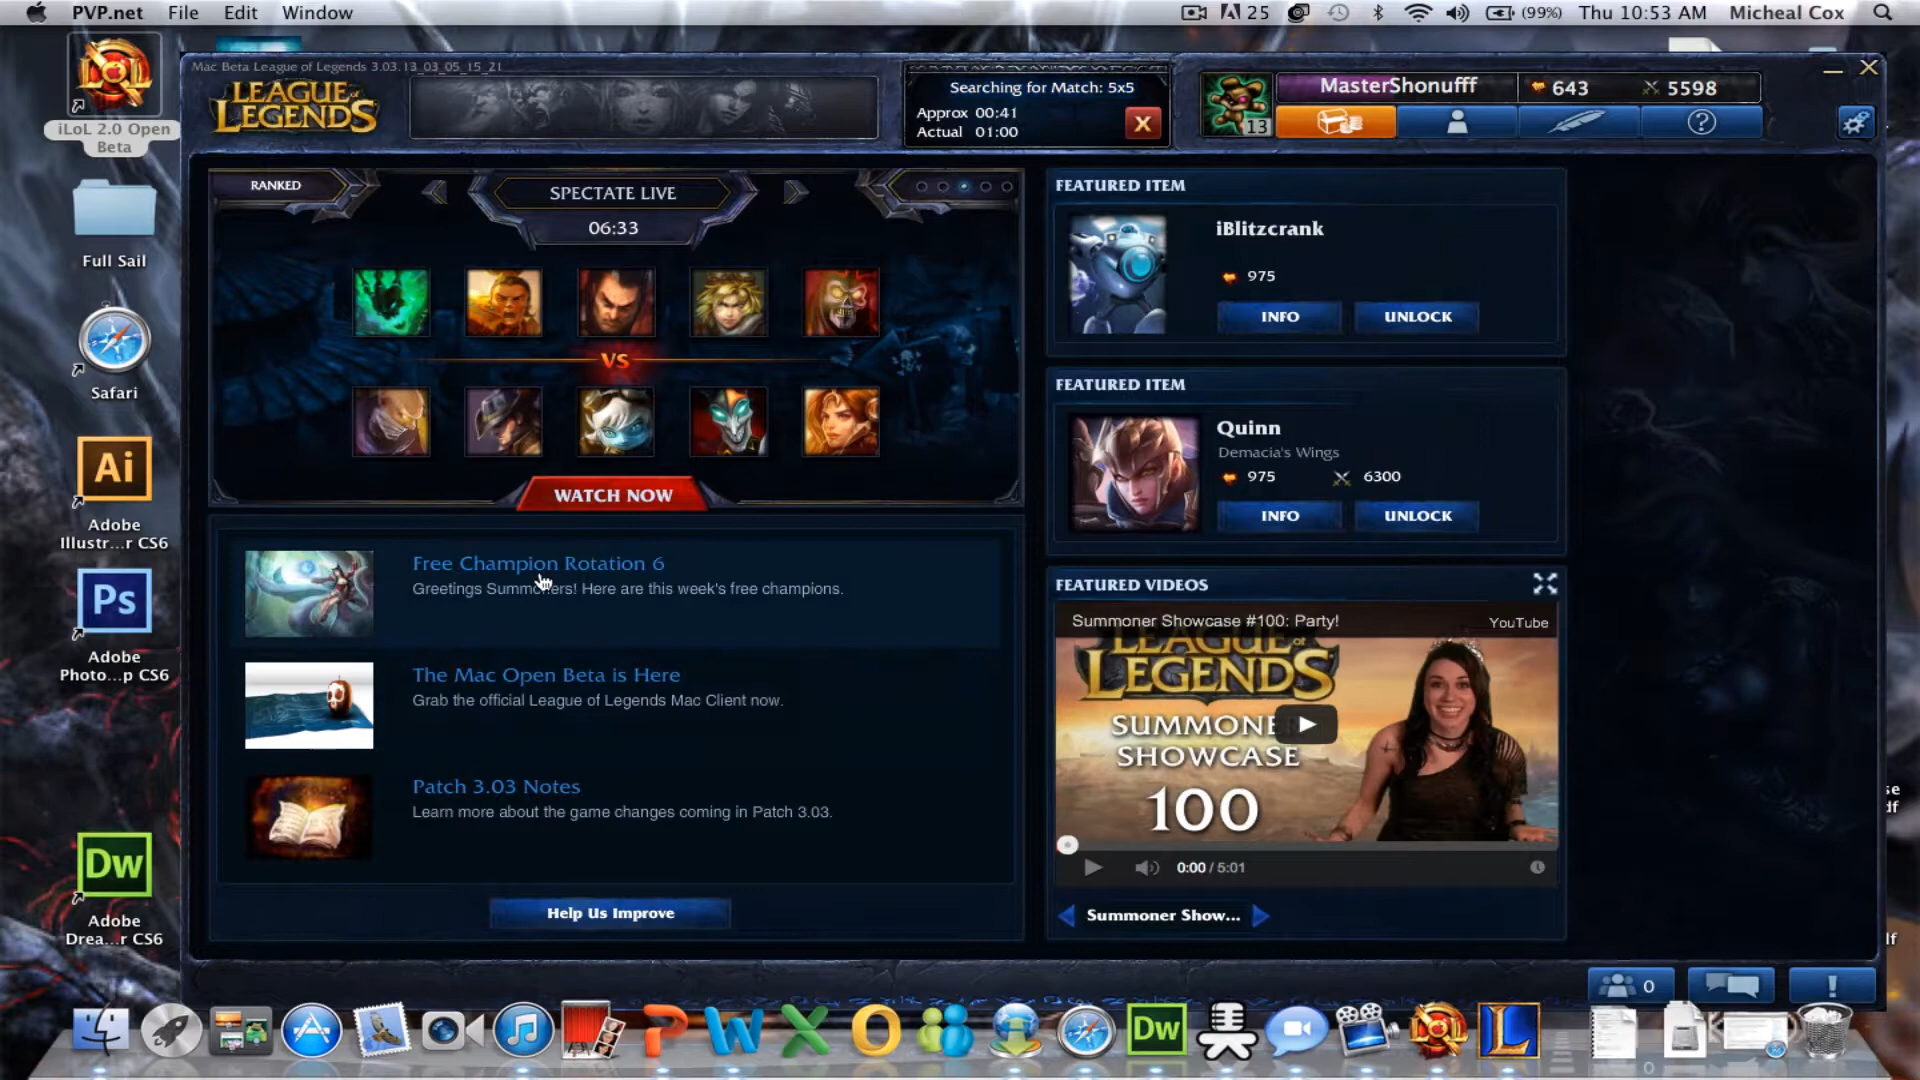 PVP.net File Edit Window
25 (99%) Thu 10:53 AM Micheal Cox
Mac Beta League of Legends 3.03.13_03_05_15_21
LEAGUE of LEGENDS
Searching for Match: 5x5
Approx 00:41
Actual 01:00
X
13
MasterShonufff
643
5598
?
iLoL 2.0 Open
Beta
Full Sail
Safari
Ai
Adobe
Illustr...r CS6
Ps
Adobe
Photo...p CS6
Dw
Adobe
Drea...r CS6
RANKED
SPECTATE LIVE
06:33
VS
WATCH NOW
Free Champion Rotation 6
Greetings Summoners! Here are this week's free champions.
The Mac Open Beta is Here
Grab the official League of Legends Mac Client now.
Patch 3.03 Notes
Learn more about the game changes coming in Patch 3.03.
Help Us Improve
FEATURED ITEM
iBlitzcrank
975
INFO
UNLOCK
FEATURED ITEM
Quinn
Demacia's Wings
975
6300
INFO
UNLOCK
FEATURED VIDEOS
Summoner Showcase #100: Party!
YouTube
LEAGUE of
LEGENDS
SHOWCASE
100
0:00 / 5:01
Summoner Show...
0
!
Dw
se
df
lf